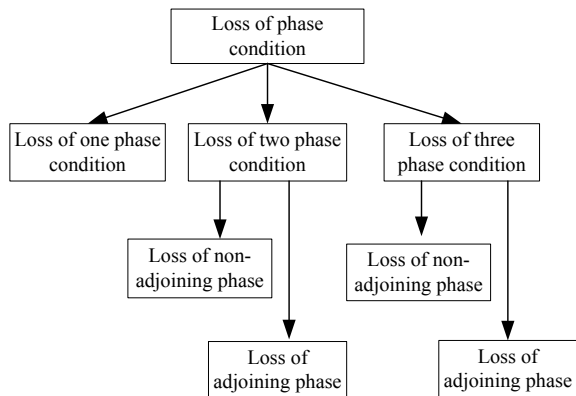 Loss of phase
condition
Loss of one phase
condition
Loss of two phase
condition
Loss of three
phase condition
Loss of non-
adjoining phase
Loss of non-
adjoining phase
Loss of
adjoining phase
Loss of
adjoining phase